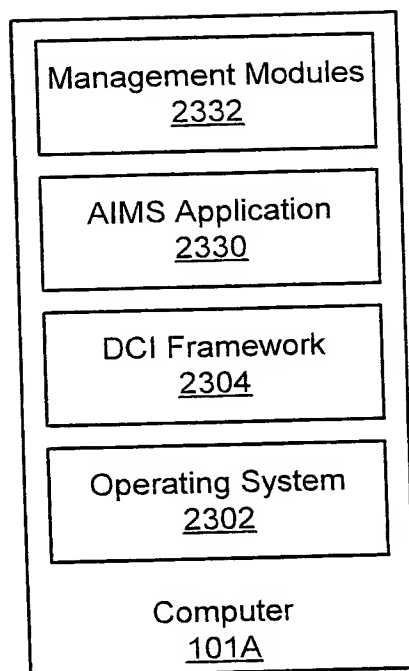 Management Modules
2332
AIMS Application
2330
DCI Framework
2304
Operating System
2302
Computer
101A